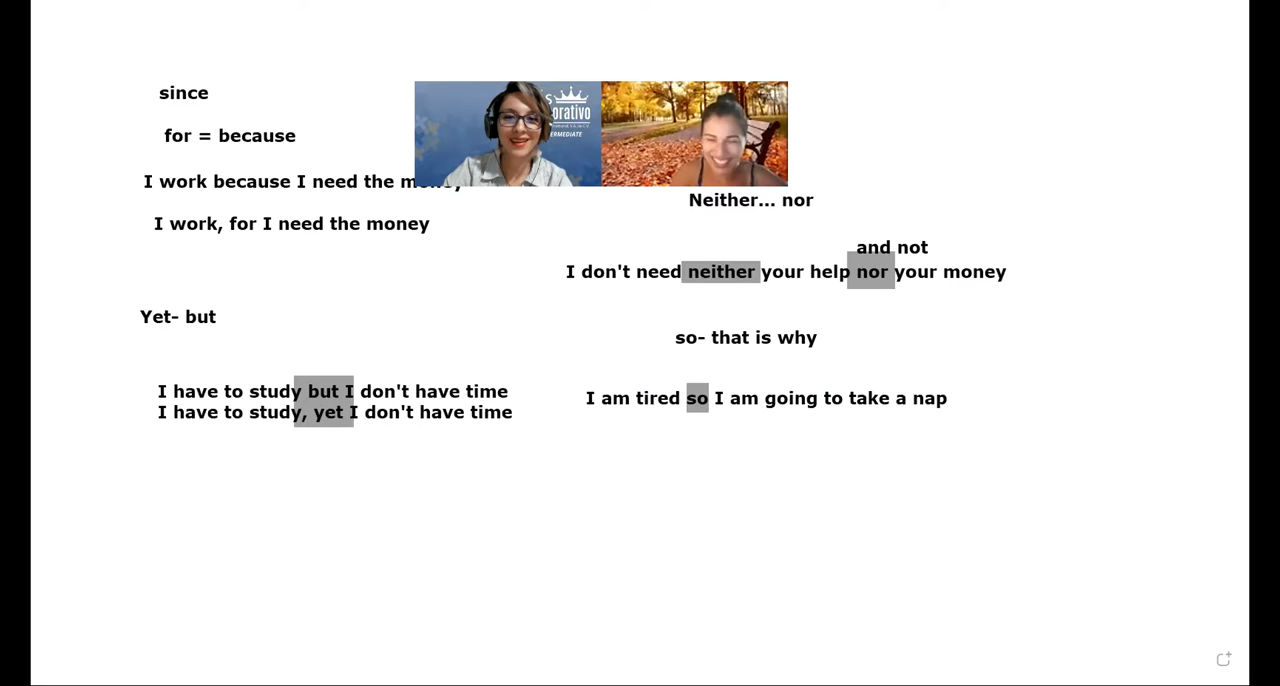 since
for = because
I work because I need the
I work, for I need the money
Yet- but
I have to study but I don't have time
I have to study, yet I don't have time
orativo
Neither... nor
and not
I don't need neither your help nor your money
so- that is why
I am tired so I am going to take a nap